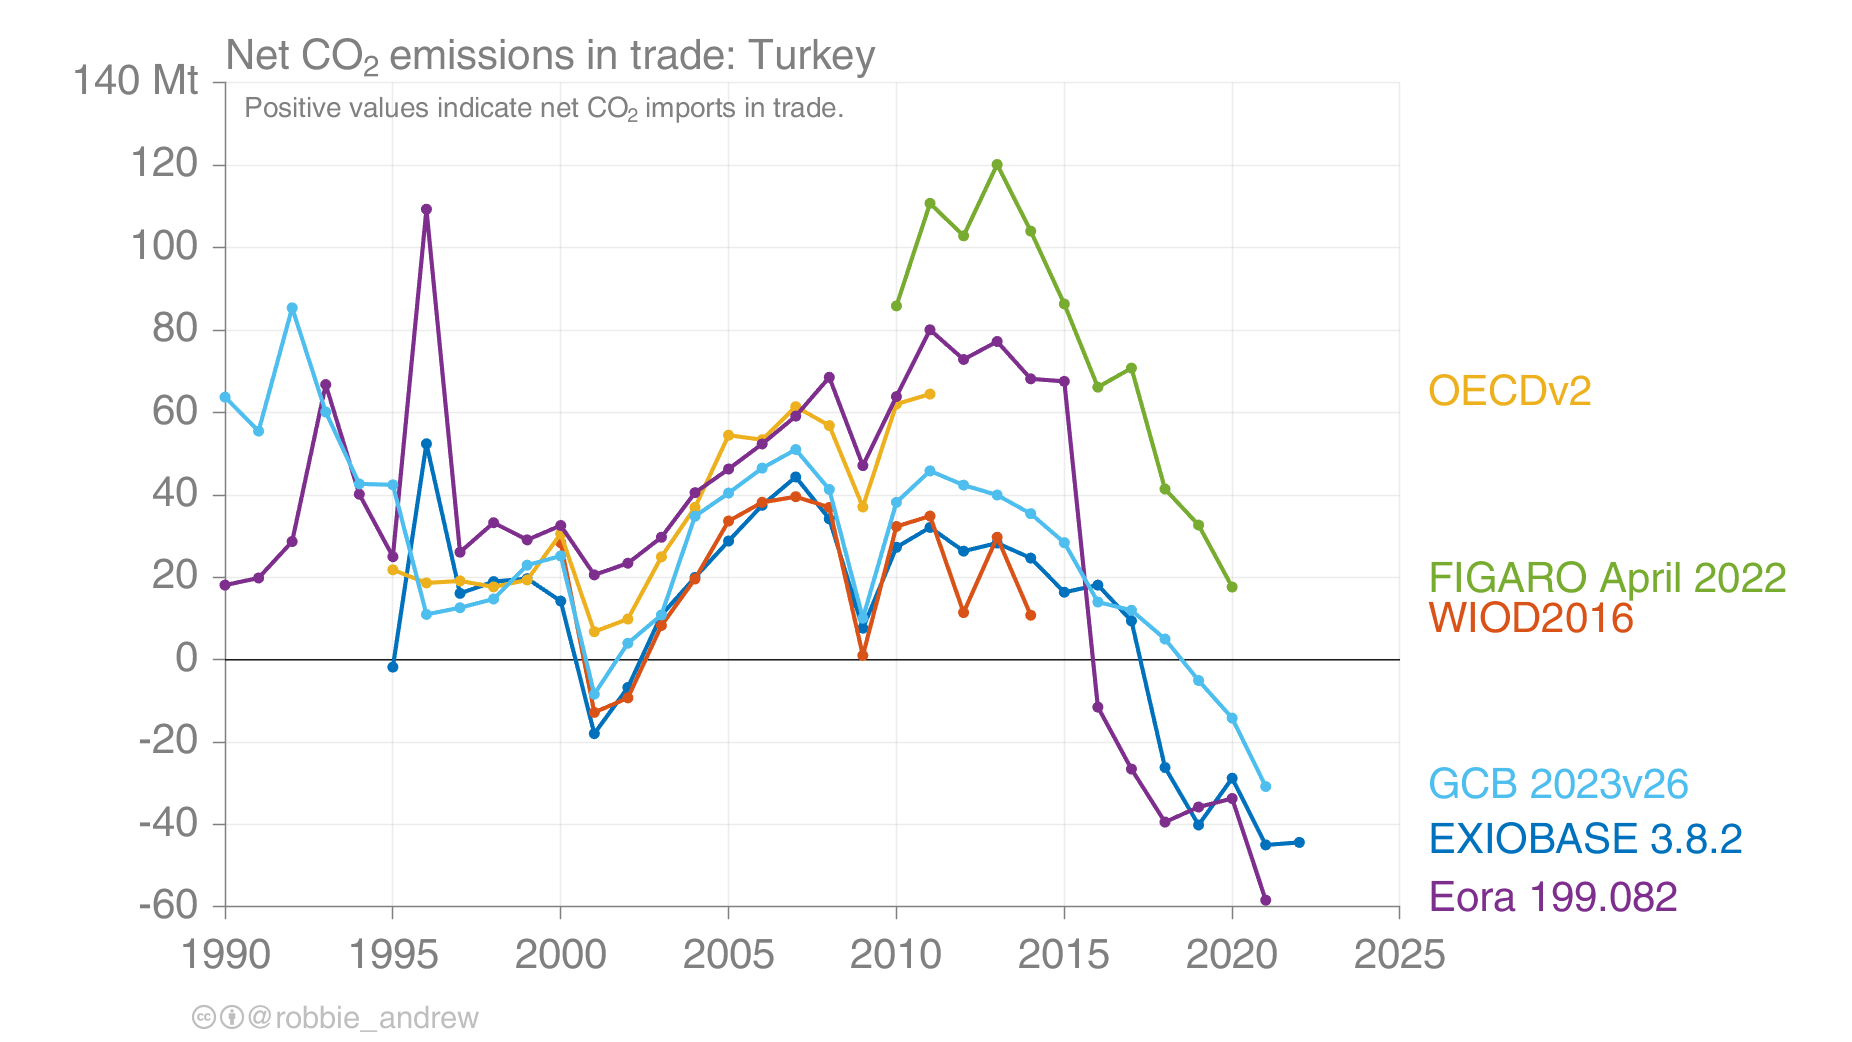 Net CO₂ emissions in trade: Turkey
140 Mt
Positive values indicate net CO₂ imports in trade.
120
100
80
60
40
20
0
-20
-40
-60
1990 1995 2000 2005 2010 2015 2020 2025
OECDv2
FIGARO April 2022
WIOD2016
GCB 2023v26
EXIOBASE 3.8.2
Eora 199.082
cc @robbie_andrew